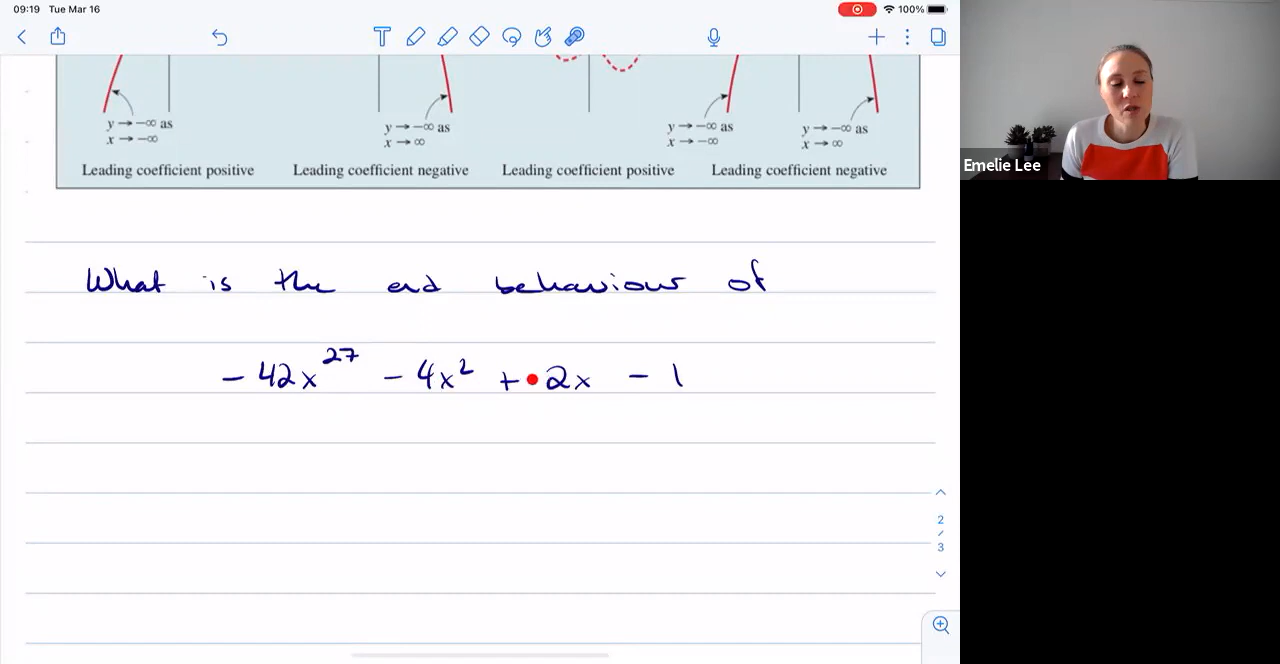 09:19 Tue Mar 16
100%
y → −∞ as
x → −∞
y → −∞ as
x → ∞
y → −∞ as
x → −∞
y → −∞ as
x → ∞
Leading coefficient positive
Leading coefficient negative
Leading coefficient positive
Leading coefficient negative
What is the end behaviour of
− 42x²⁷ − 4x² + 2x − 1
2
/
3
Emelie Lee